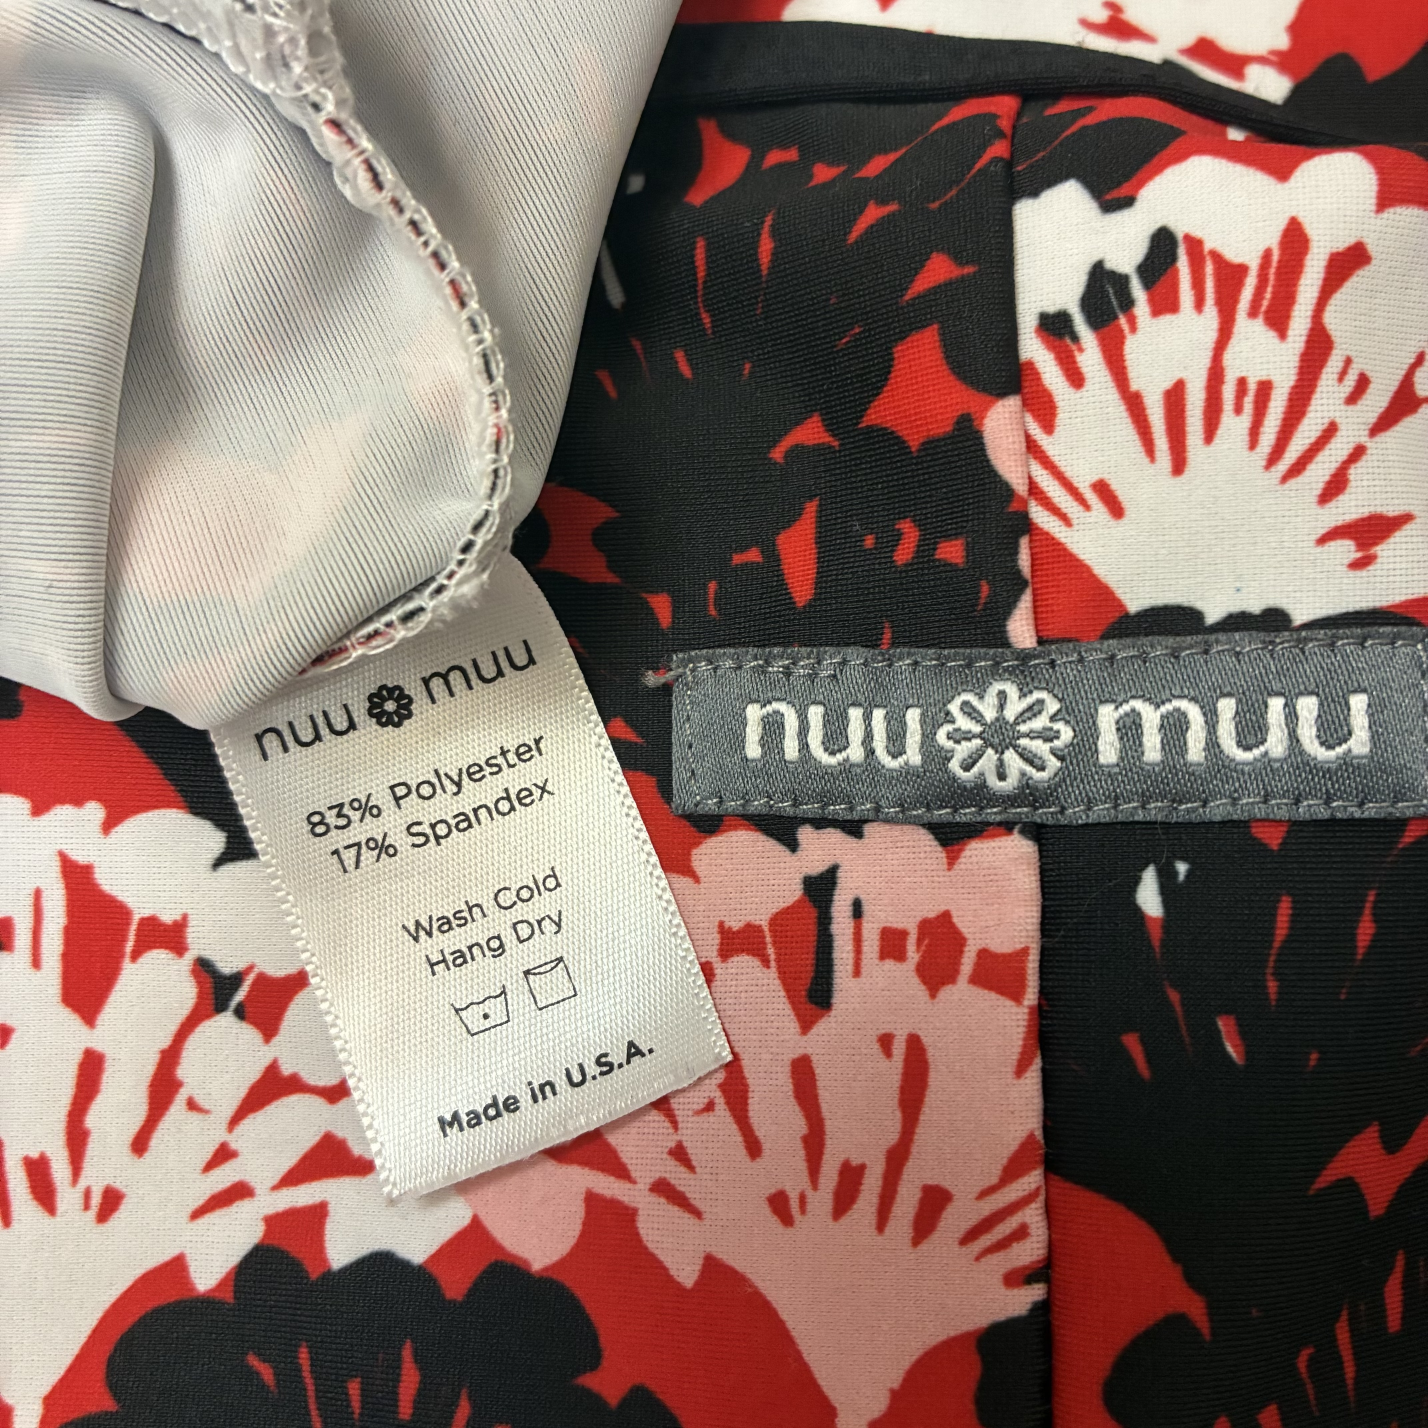 nuu muu
83% Polyester
17% Spandex
Wash Cold
Hang Dry
Made in U.S.A.
nuu muu